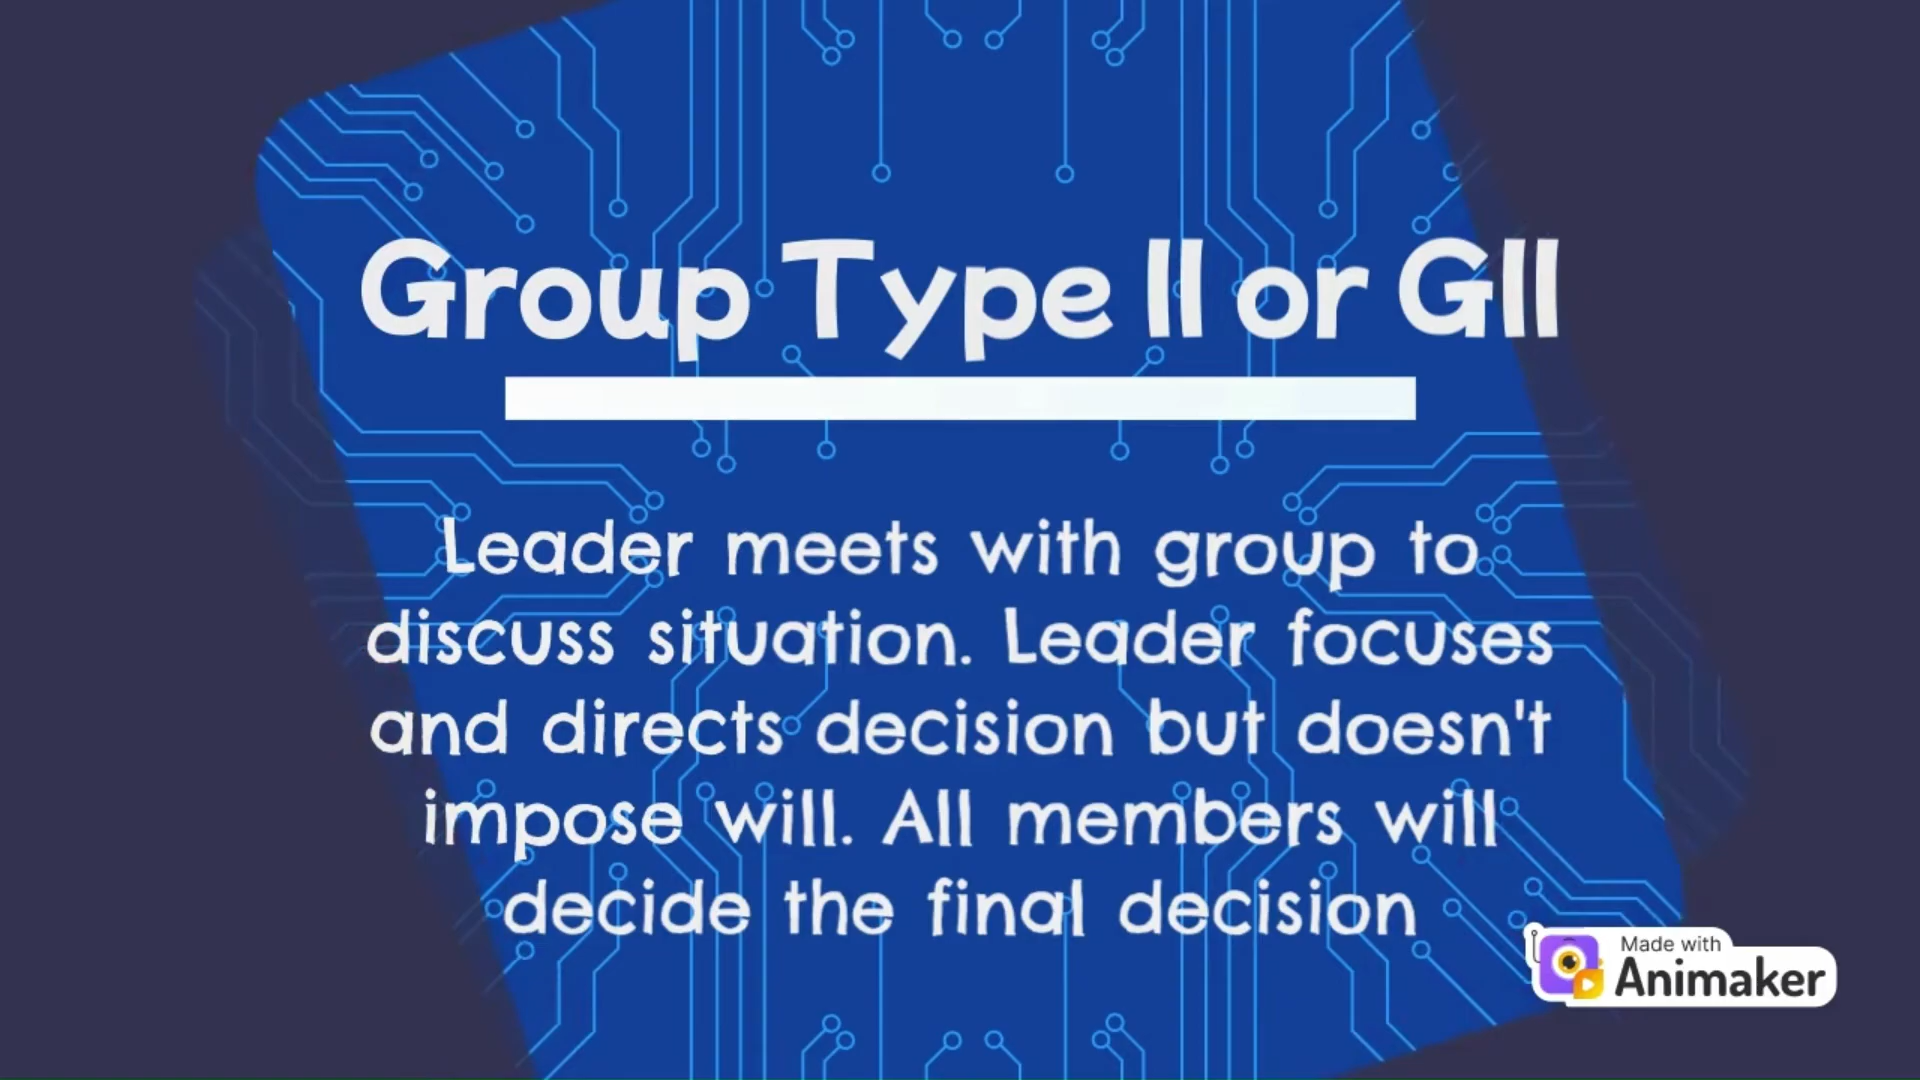 Group Type II or GII
Leader meets with group to
discuss situation. Leader focuses
and directs decision but doesn't
impose will. All members will
decide the final decision
Made with
Animaker